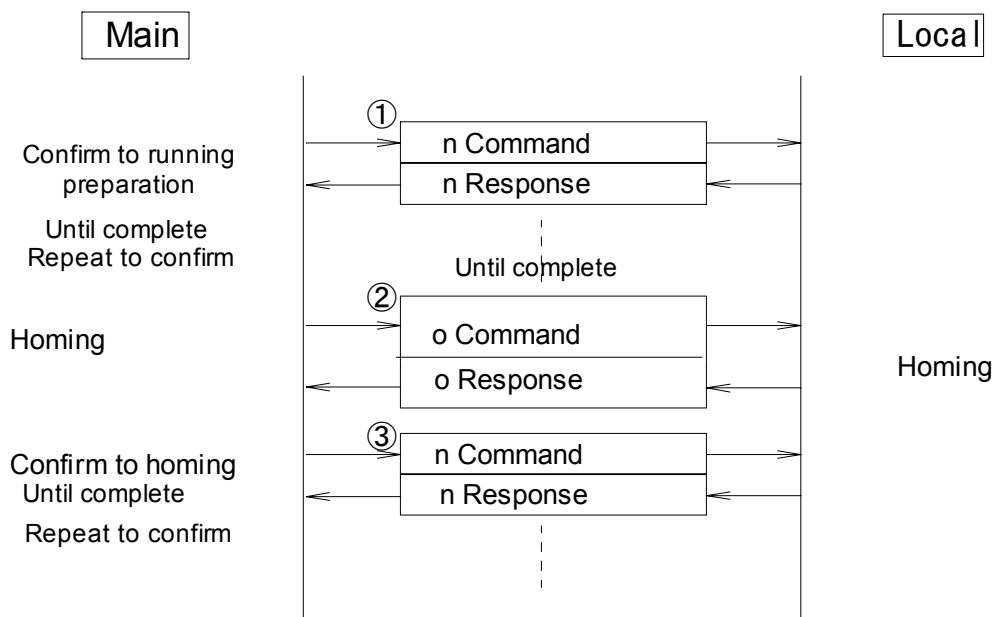 Main
Local
①
n Command
Confirm to running
preparation
n Response
Until complete
Repeat to confirm
Until complete
②
Homing
o Command
o Response
Homing
③
n Command
Confirm to homing
Until complete
n Response
Repeat to confirm